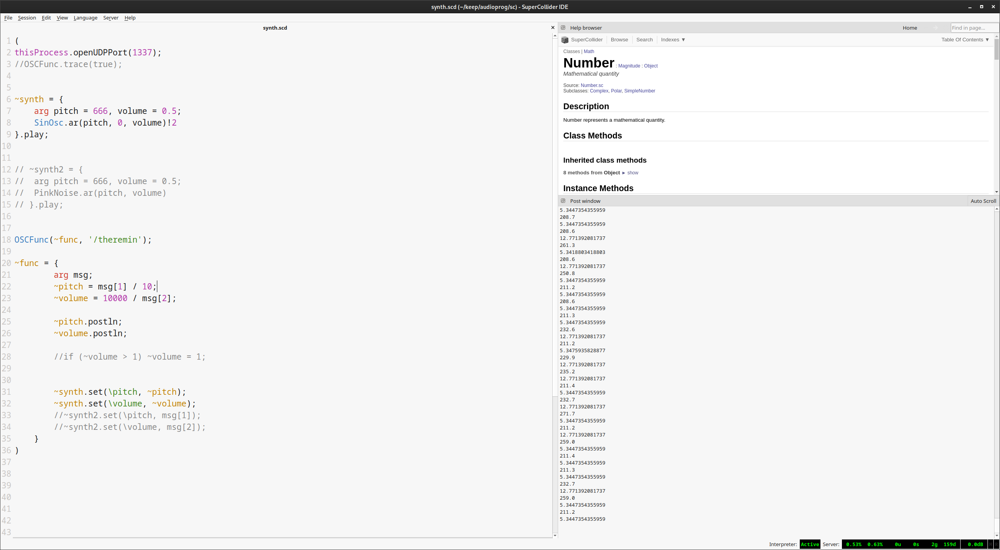 synth.scd (~/keep/audioprog/sc) - SuperCollider IDE
File Session Edit View Language Server Help
synth.scd
1 (
2 thisProcess.openUDPPort(1337);
3 //OSCFunc.trace(true);
4
5
6 ~synth = {
7 arg pitch = 666, volume = 0.5;
8 SinOsc.ar(pitch, 0, volume)!2
9 }.play;
10
11
12 // ~synth2 = {
13 // arg pitch = 666, volume = 0.5;
14 // PinkNoise.ar(pitch, volume)
15 // }.play;
16
17
18 OSCFunc(~func, '/theremin');
19
20 ~func = {
21 arg msg;
22 ~pitch = msg[1] / 10;
23 ~volume = 10000 / msg[2];
24
25 ~pitch.postln;
26 ~volume.postln;
27
28 //if (~volume > 1) ~volume = 1;
29
30
31 ~synth.set(\pitch, ~pitch);
32 ~synth.set(\volume, ~volume);
33 //~synth2.set(\pitch, msg[1]);
34 //~synth2.set(\volume, msg[2]);
35 }
36 )
37
38
39
40
41
42
43
Help browser Home Find in page...
SuperCollider Browse Search Indexes ▼ Table Of Contents ▼
Classes | Math
Number : Magnitude : Object
Mathematical quantity
Source: Number.sc
Subclasses: Complex, Polar, SimpleNumber
Description
Number represents a mathematical quantity.
Class Methods
Inherited class methods
8 methods from Object ► show
Instance Methods
Post window Auto Scroll
5.3447354355959
208.7
5.3447354355959
208.6
12.771392081737
261.3
5.3418803418803
208.6
12.771392081737
250.8
5.3447354355959
211.2
5.3447354355959
208.6
5.3447354355959
211.3
5.3447354355959
232.6
12.771392081737
211.2
5.3475935828877
229.9
12.771392081737
235.2
12.771392081737
211.4
5.3447354355959
232.7
12.771392081737
271.7
5.3447354355959
211.2
12.771392081737
259.0
5.3447354355959
211.4
5.3447354355959
211.3
5.3447354355959
232.7
12.771392081737
259.0
5.3447354355959
211.2
5.3447354355959
Interpreter: Active Server: 0.53% 0.63% 0u 0s 2g 159d 0.0dB M R